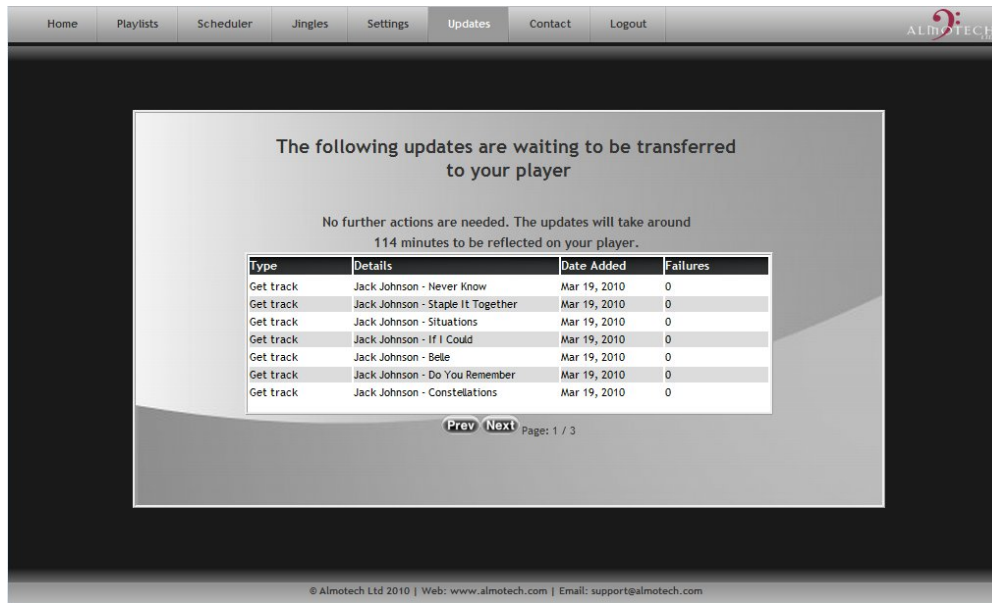 Home Playlists Scheduler Jingles Settings Updates Contact Logout
ALMOTECH
The following updates are waiting to be transferred
to your player
No further actions are needed. The updates will take around
114 minutes to be reflected on your player.
Type Details Date Added Failures
Get track Jack Johnson - Never Know Mar 19, 2010 0
Get track Jack Johnson - Staple It Together Mar 19, 2010 0
Get track Jack Johnson - Situations Mar 19, 2010 0
Get track Jack Johnson - If I Could Mar 19, 2010 0
Get track Jack Johnson - Belle Mar 19, 2010 0
Get track Jack Johnson - Do You Remember Mar 19, 2010 0
Get track Jack Johnson - Constellations Mar 19, 2010 0
Prev Next Page: 1 / 3
© Almotech Ltd 2010 | Web: www.almotech.com | Email: support@almotech.com